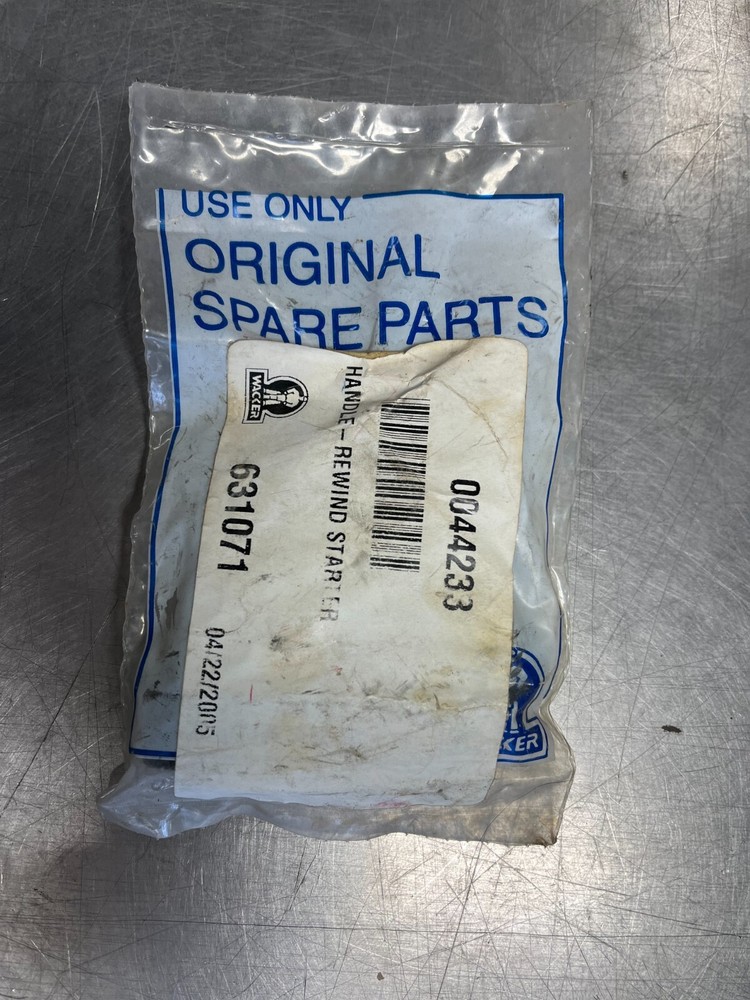 USE ONLY
ORIGINAL
SPARE PARTS
0044233
HANDLE-REWIND STARTER
WACKER
631071
04/22/2005